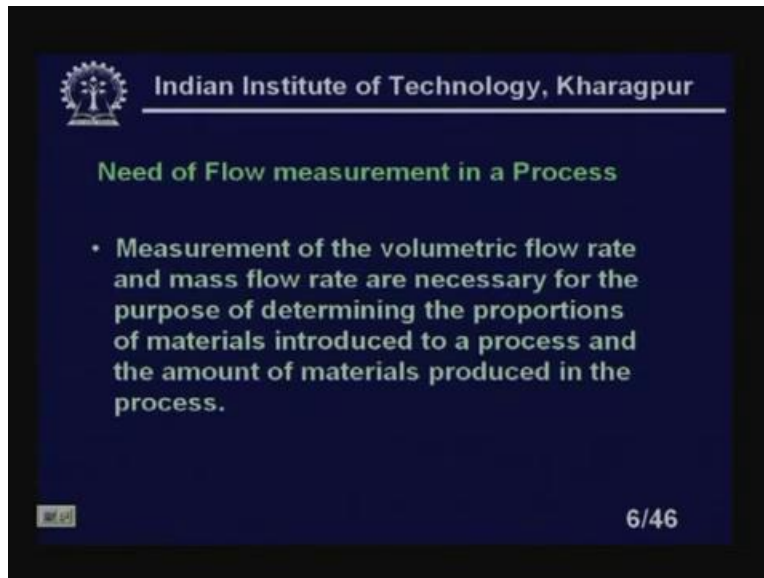 Indian Institute of Technology, Kharagpur
Need of Flow measurement in a Process
• Measurement of the volumetric flow rate
and mass flow rate are necessary for the
purpose of determining the proportions
of materials introduced to a process and
the amount of materials produced in the
process.
6/46